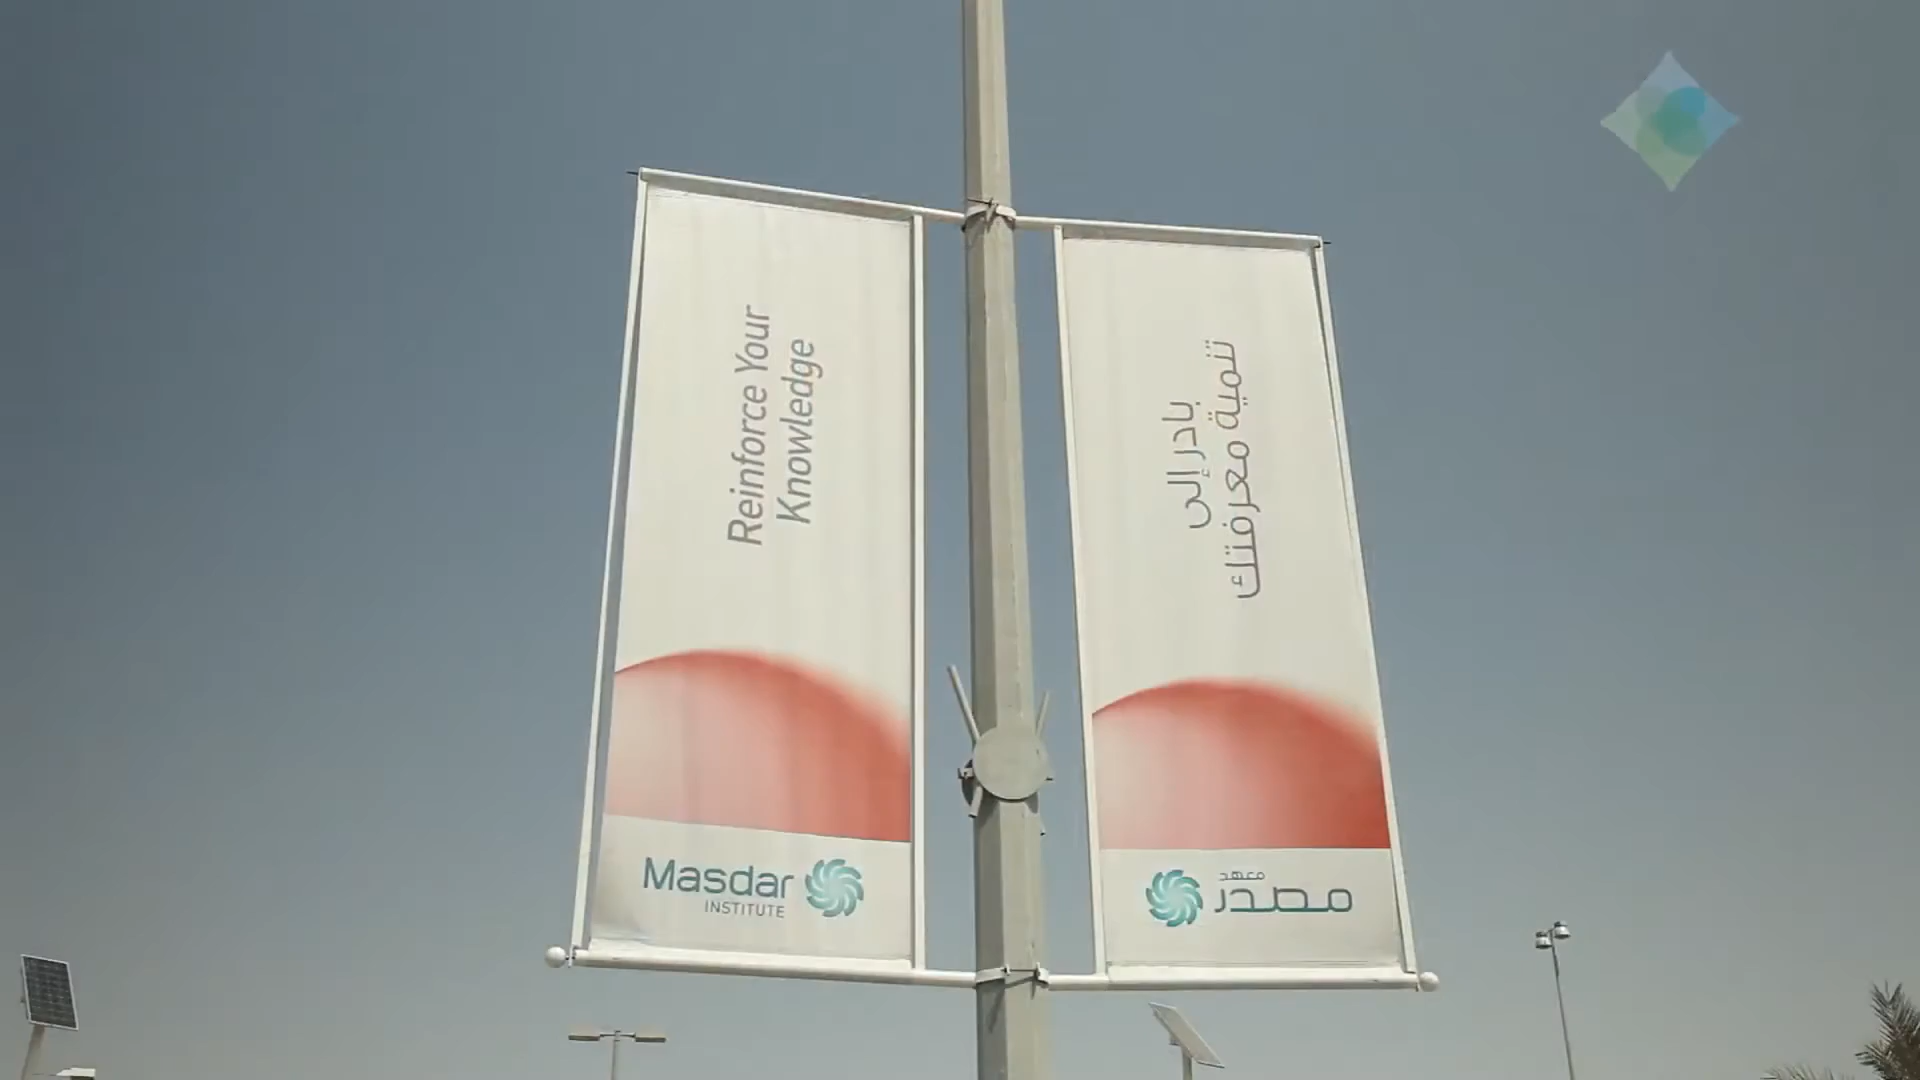 Reinforce Your
Knowledge
Masdar
INSTITUTE
بادر إلى
تنمية معرفتك
معهد
مصدر